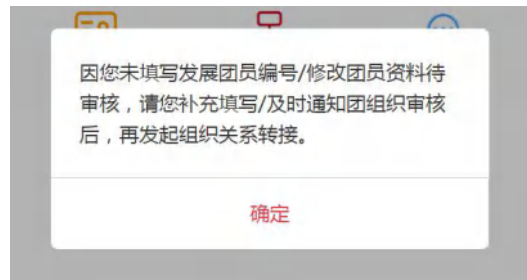 因您未填写发展团员编号/修改团员资料待
审核，请您补充填写/及时通知团组织审核
后，再发起组织关系转接。
确定